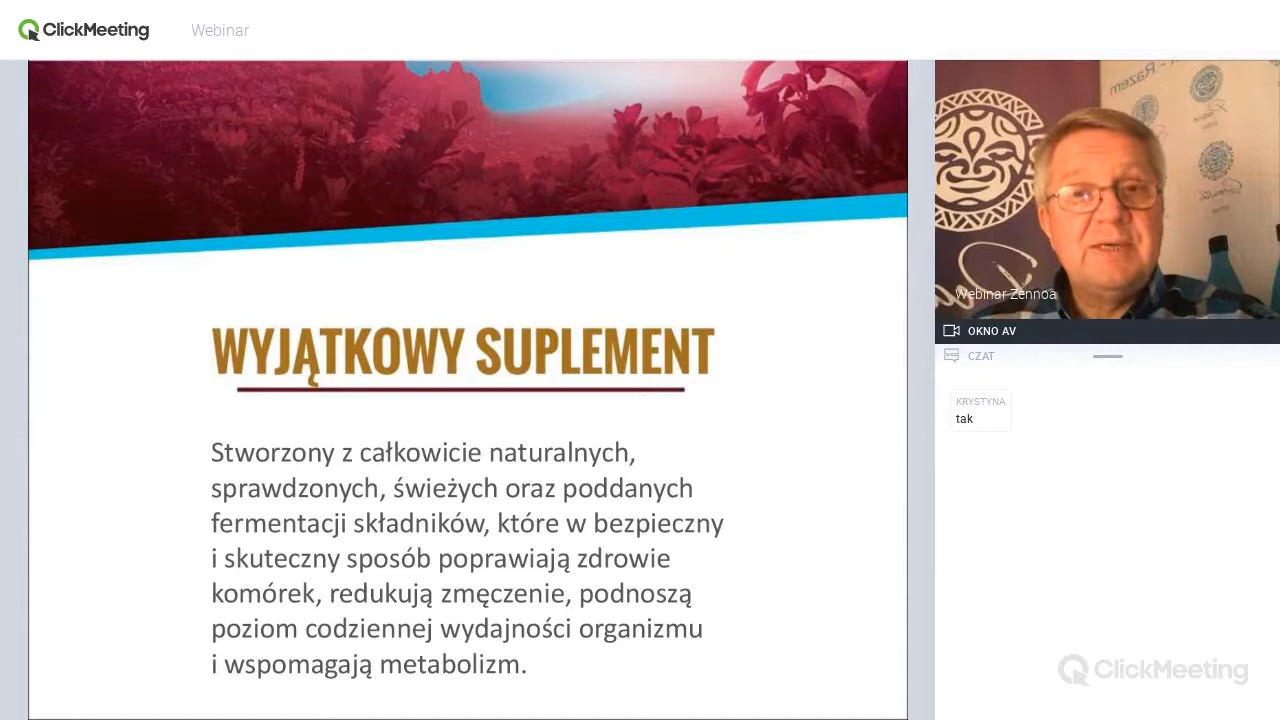 ClickMeeting
Webinar
WYJĄTKOWY SUPLEMENT
Stworzony z całkowicie naturalnych,
sprawdzonych, świeżych oraz poddanych
fermentacji składników, które w bezpieczny
i skuteczny sposób poprawiają zdrowie
komórek, redukują zmęczenie, podnoszą
poziom codziennej wydajności organizmu
i wspomagają metabolizm.
Razem
Webinar Zennoa
OKNO AV
CZAT
KRYSTYNA
tak
ClickMeeting